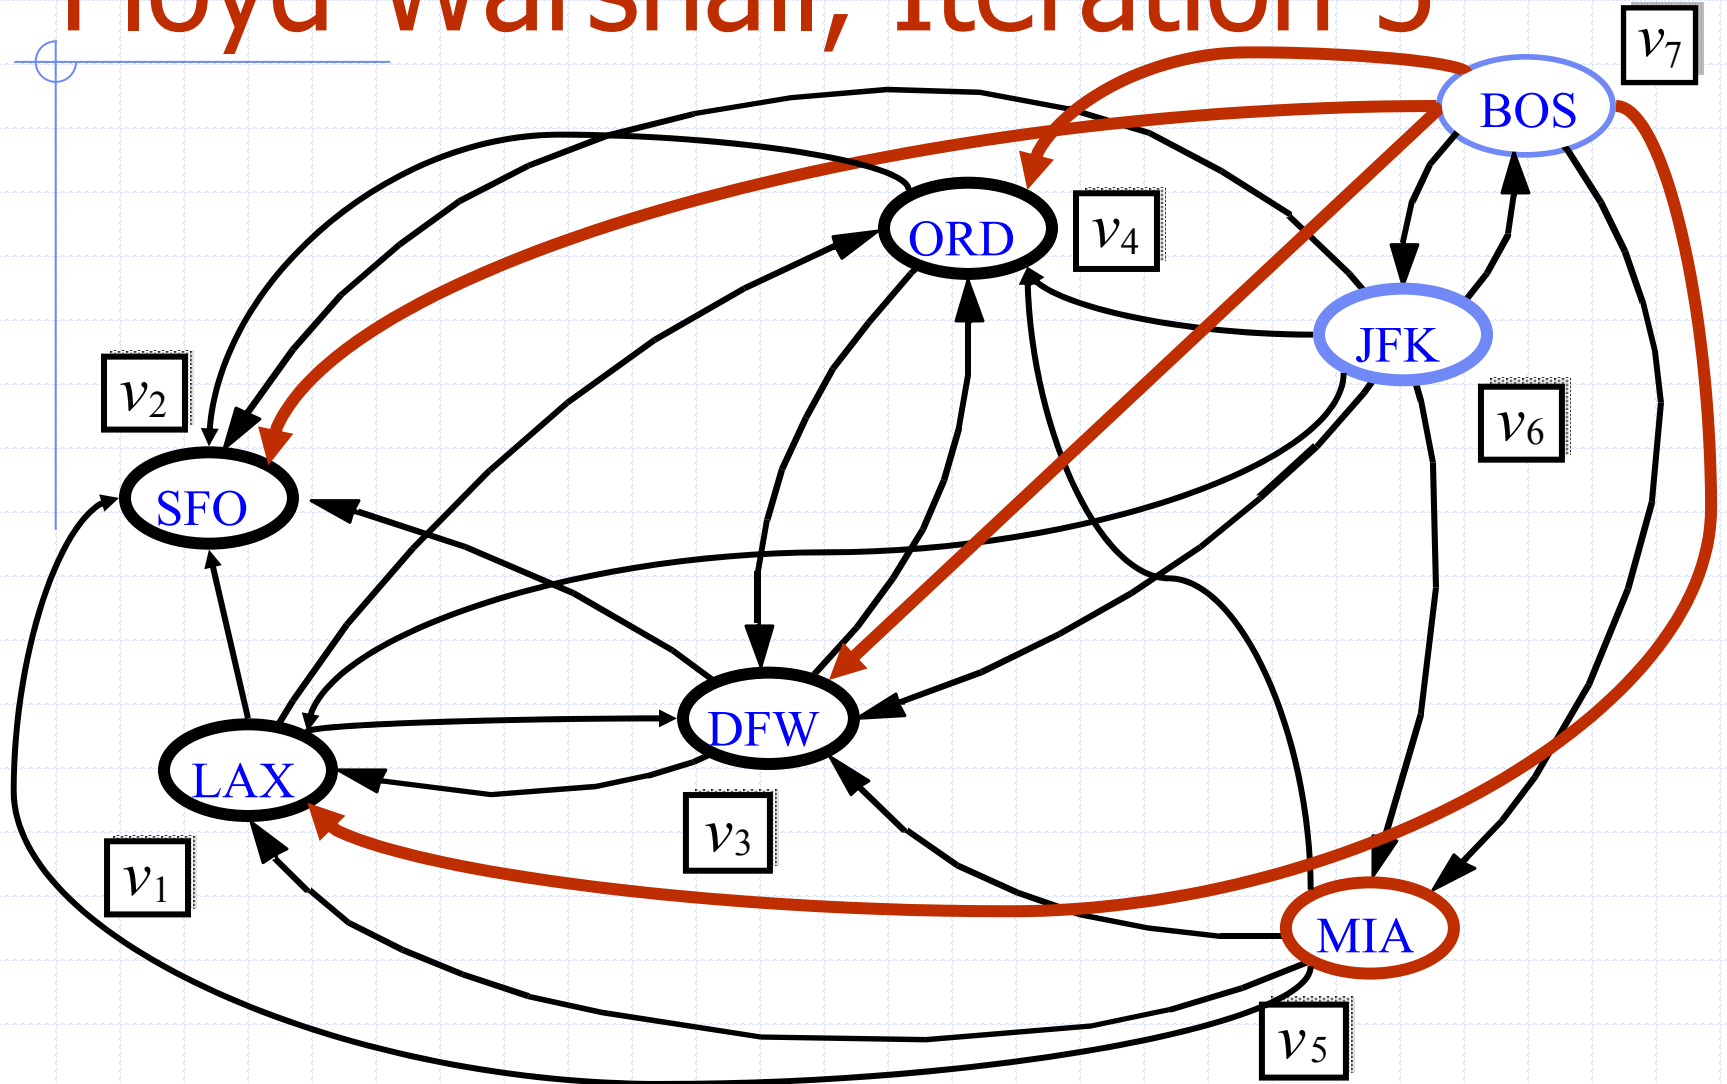 Floyd Warshall, Iteration 5
v7
BOS
ORD
v4
JFK
v2
v6
SFO
DFW
LAX
v3
v1
MIA
v5